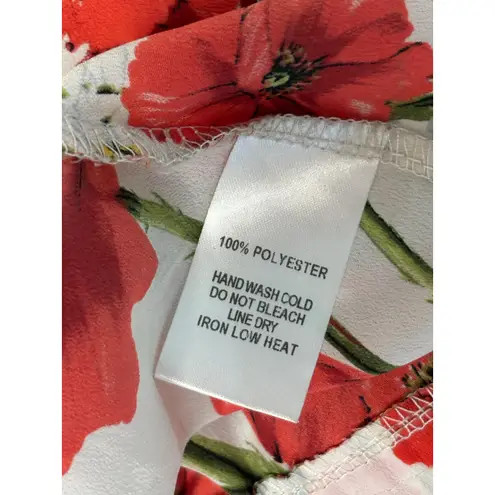 100% POLYESTER
HAND WASH COLD
DO NOT BLEACH
LINE DRY
IRON LOW HEAT